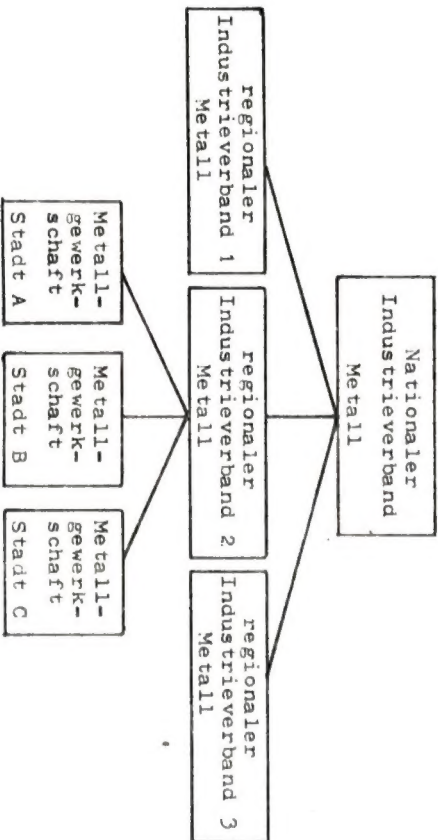 Nationaler
Industrieverband
Metall
regionaler
Industrieverband 1
Metall
regionaler
Industrieverband 2
Metall
regionaler
Industrieverband 3
Metall
Metall-
gewerk-
schaft
Stadt A
Metall-
gewerk-
schaft
Stadt B
Metall-
gewerk-
schaft
Stadt C